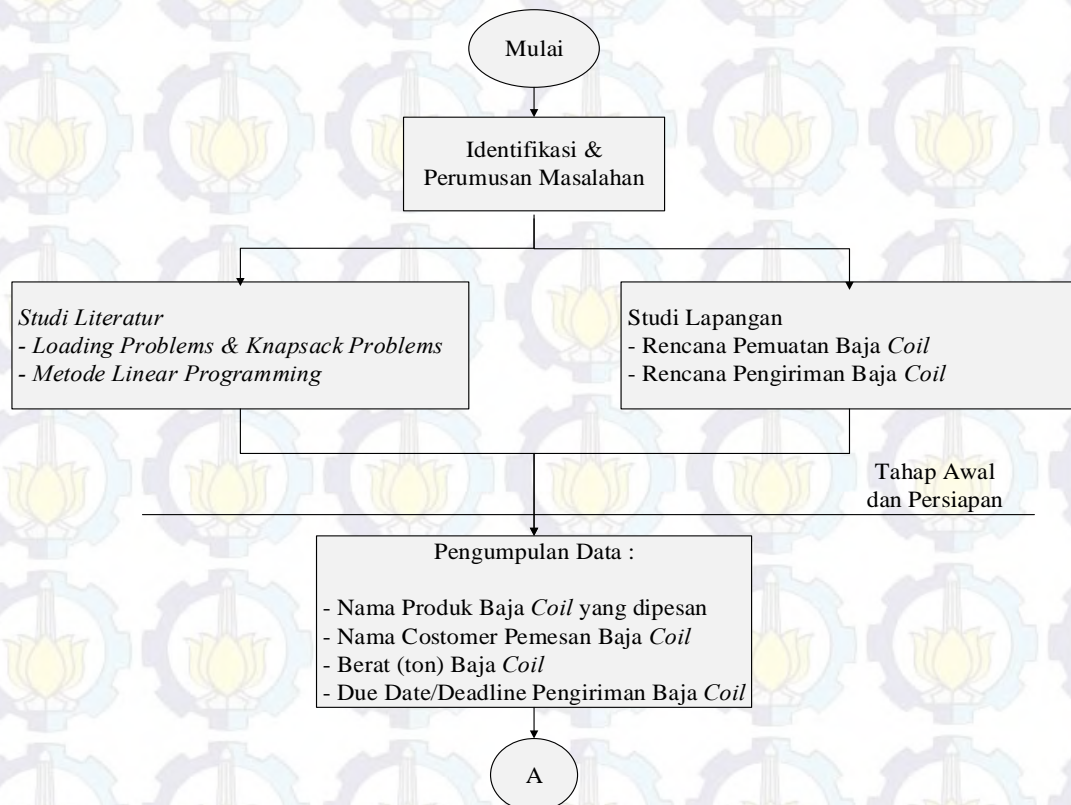 Mulai
Identifikasi &
Perumusan Masalahan
Studi Literatur
- Loading Problems & Knapsack Problems
- Metode Linear Programming
Studi Lapangan
- Rencana Pemuatan Baja Coil
- Rencana Pengiriman Baja Coil
Tahap Awal
dan Persiapan
Pengumpulan Data :
- Nama Produk Baja Coil yang dipesan
- Nama Costomer Pemesan Baja Coil
- Berat (ton) Baja Coil
- Due Date/Deadline Pengiriman Baja Coil
A